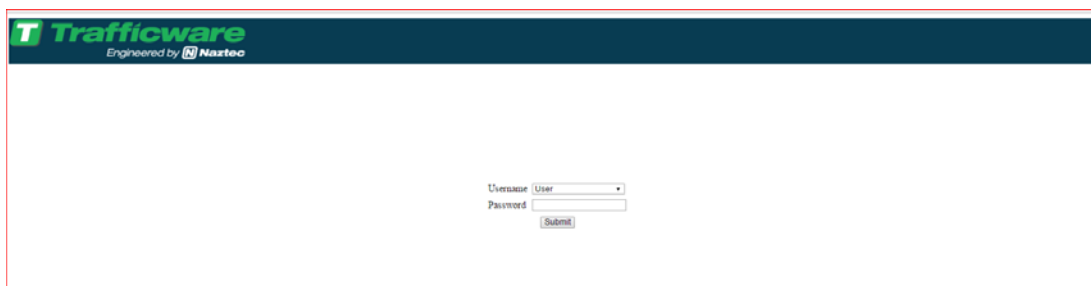 T Trafficware
Engineered by N Naztec
Username User
Password
Submit